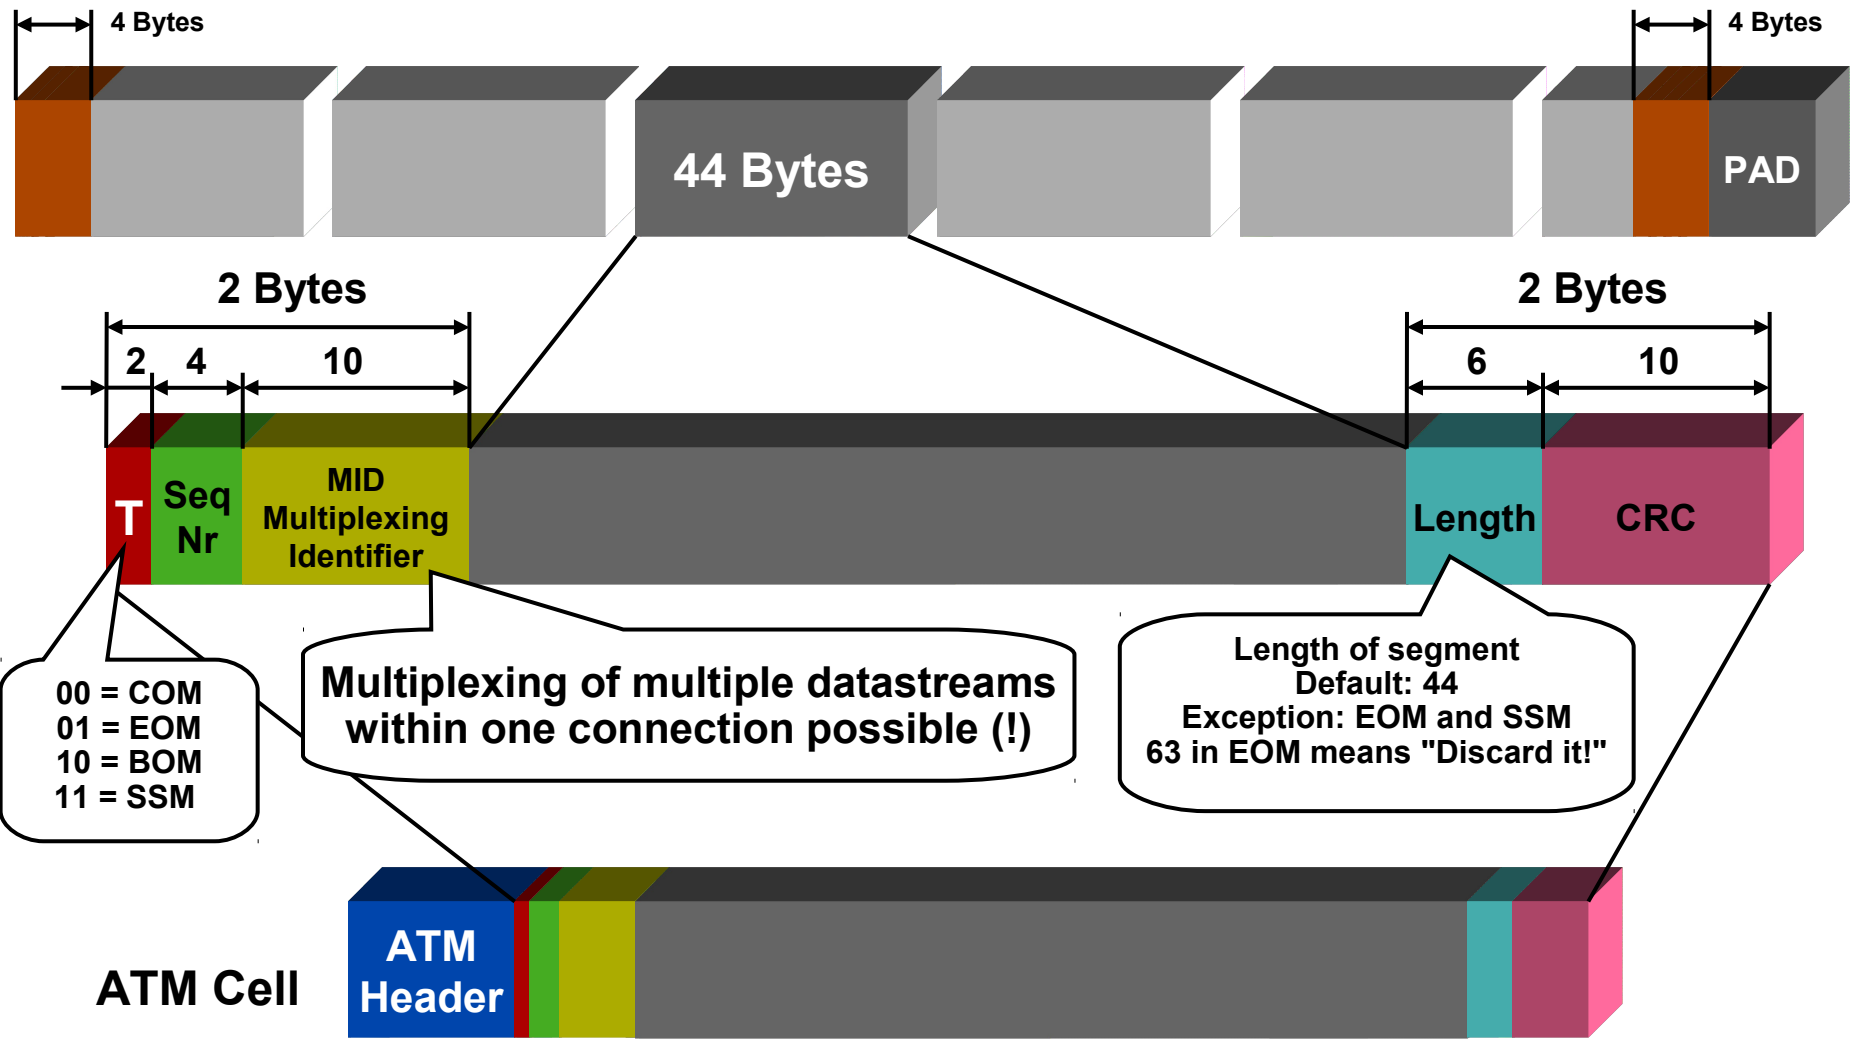 4 Bytes
4 Bytes
44 Bytes
PAD
2 Bytes
2 Bytes
2
4
10
6
10
T
Seq
Nr
MID
Multiplexing
Identifier
Length
CRC
00 = COM
01 = EOM
10 = BOM
11 = SSM
Multiplexing of multiple datastreams
within one connection possible (!)
Length of segment
Default: 44
Exception: EOM and SSM
63 in EOM means "Discard it!"
ATM Cell
ATM
Header